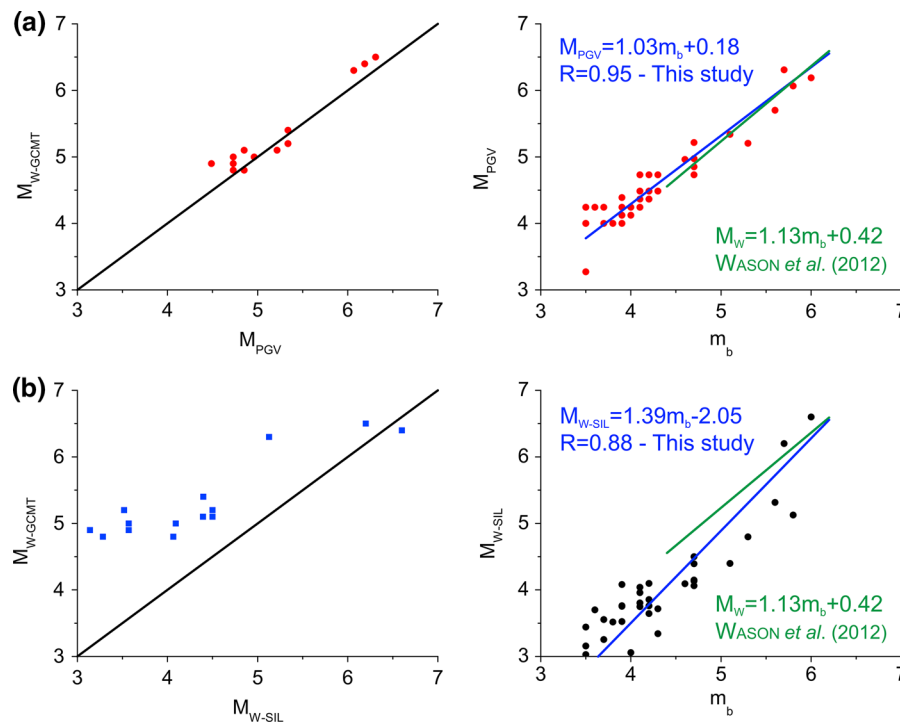 (a)
7
6
5
4
3
M_W-GCMT
3 4 5 6 7
M_PGV
7
6
5
4
3
M_PGV
M_PGV=1.03m_b+0.18
R=0.95 - This study
M_W=1.13m_b+0.42
WASON et al. (2012)
3 4 5 6 7
m_b
(b)
7
6
5
4
3
M_W-GCMT
3 4 5 6 7
M_W-SIL
7
6
5
4
3
M_W-SIL
M_W-SIL=1.39m_b-2.05
R=0.88 - This study
M_W=1.13m_b+0.42
WASON et al. (2012)
3 4 5 6 7
m_b